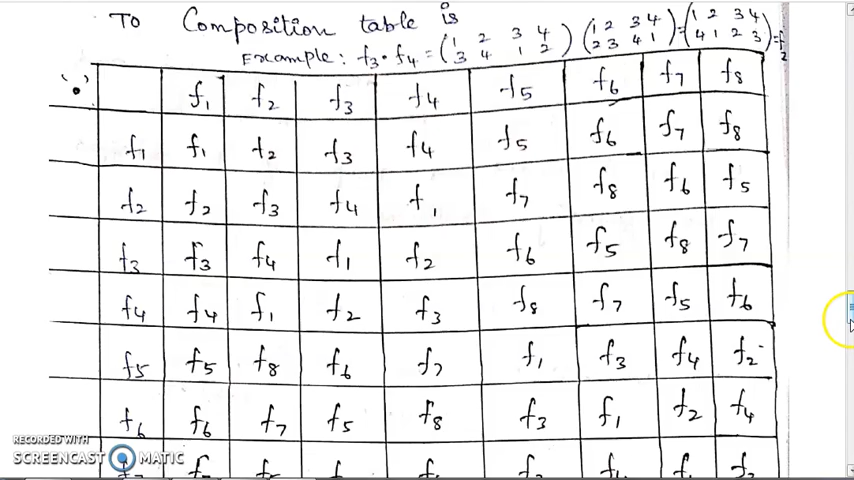 To Composition table is
Example: f3 · f4 = (1 2 3 4 / 3 4 1 2) (1 2 3 4 / 2 3 4 1) = (1 2 3 4 / 4 1 2 3) = f2
'·' f1 f2 f3 f4 f5 f6 f7 f8
f1 f1 f2 f3 f4 f5 f6 f7 f8
f2 f2 f3 f4 f1 f7 f8 f6 f5
f3 f3 f4 f1 f2 f6 f5 f8 f7
f4 f4 f1 f2 f3 f8 f7 f5 f6
f5 f5 f8 f6 f7 f1 f3 f4 f2
f6 f6 f7 f5 f8 f3 f1 f2 f4
RECORDED WITH
SCREENCAST MATIC